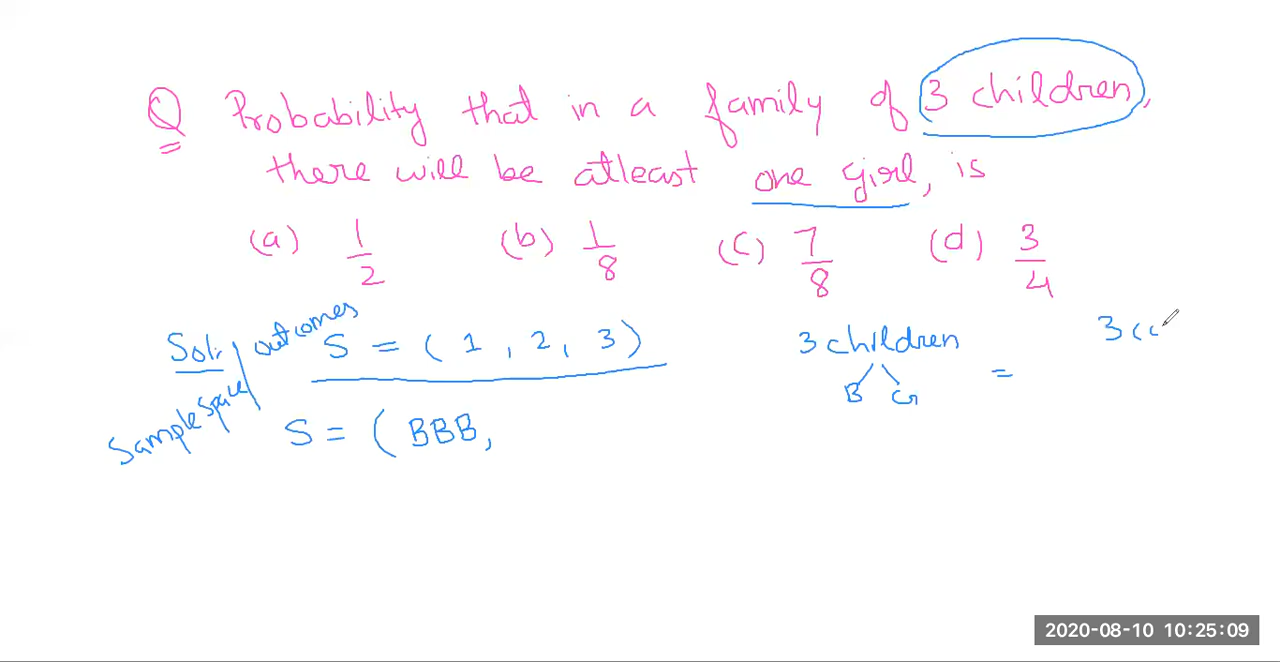 Q Probability that in a family of 3 children,
there will be atleast one girl, is
(a) 1/2 (b) 1/8 (c) 7/8 (d) 3/4
Sol: outcomes S = ( 1 , 2 , 3 )
3 children =
B G
Sample space S = ( BBB,
2020-08-10 10:25:09